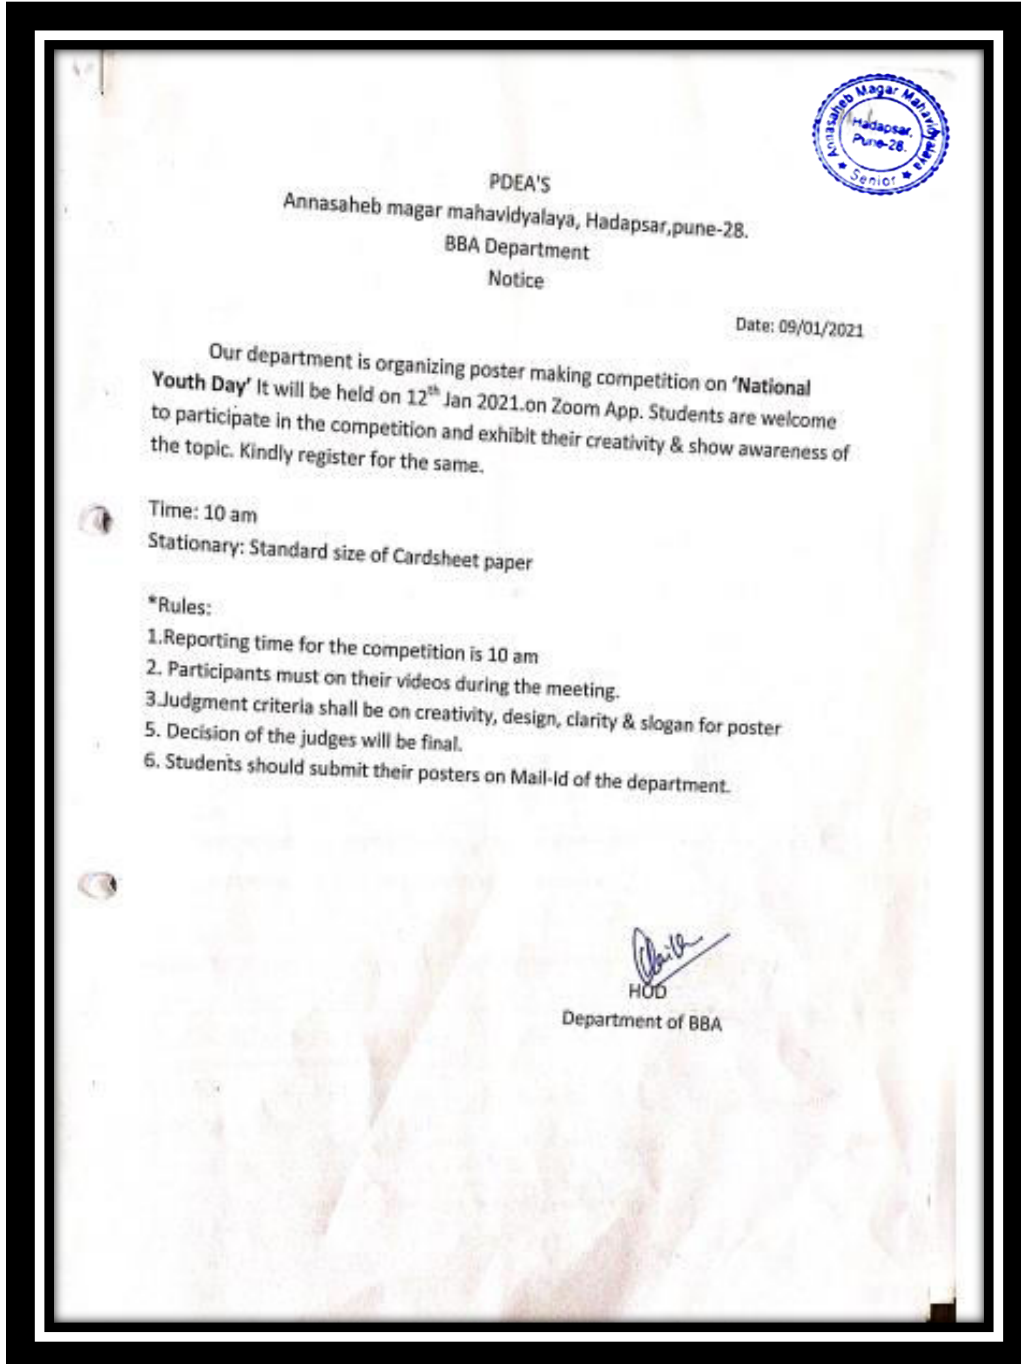 Annasaheb Magar Mahavidyalaya
Hadapsar,
Pune-28.
★ Senior ★
PDEA'S
Annasaheb magar mahavidyalaya, Hadapsar,pune-28.
BBA Department
Notice
Date: 09/01/2021
Our department is organizing poster making competition on ‘National
Youth Day’ It will be held on 12th Jan 2021.on Zoom App. Students are welcome
to participate in the competition and exhibit their creativity & show awareness of
the topic. Kindly register for the same.
Time: 10 am
Stationary: Standard size of Cardsheet paper
*Rules:
1.Reporting time for the competition is 10 am
2. Participants must on their videos during the meeting.
3.Judgment criteria shall be on creativity, design, clarity & slogan for poster
5. Decision of the judges will be final.
6. Students should submit their posters on Mail-Id of the department.
HOD
Department of BBA